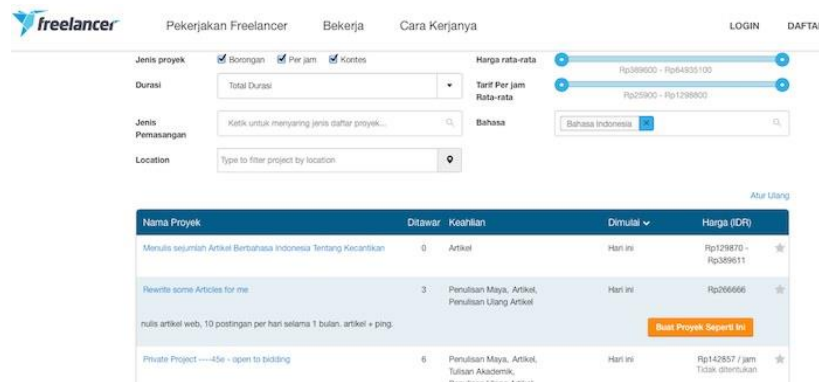 freelancer
Pekerjakan Freelancer Bekerja Cara Kerjanya LOGIN DAFTA
Jenis proyek Borongan Per jam Kontes Harga rata-rata
Rp389600 - Rp64935100
Durasi Total Durasi Tarif Per jam
Rata-rata Rp25900 - Rp1298800
Jenis
Pemasangan Ketik untuk menyaring jenis daftar proyek... Bahasa Bahasa Indonesia
Location Type to filter project by location
Atur Ulang
Nama Proyek Ditawar Keahlian Dimulai Harga (IDR)
Menulis sejumlah Artikel Berbahasa Indonesia Tentang Kecantikan 0 Artikel Hari ini Rp129870 -
Rp389611
Rewrite some Articles for me 3 Penulisan Maya, Artikel, Hari ini Rp266666
Penulisan Ulang Artikel
nulis artikel web, 10 postingan per hari selama 1 bulan. artikel + ping. Buat Proyek Seperti Ini
Private Project ----45e - open to bidding 6 Penulisan Maya, Artikel, Hari ini Rp142857 / jam
Tulisan Akademik, Tidak ditentukan